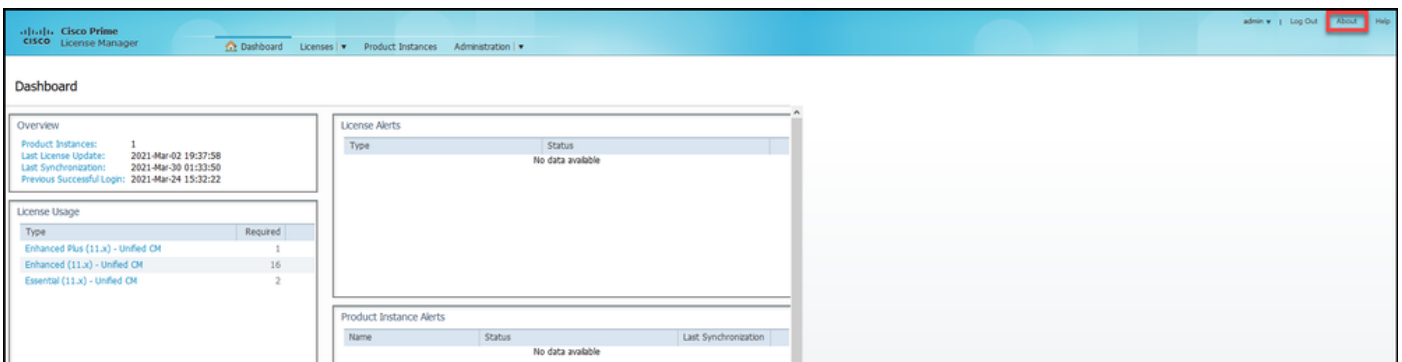 Cisco Prime
CISCO License Manager
Dashboard Licenses ▼ Product Instances Administration ▼
admin ▼ | Log Out About Help
Dashboard
Overview
Product Instances: 1
Last License Update: 2021-Mar-02 19:37:58
Last Synchronization: 2021-Mar-30 01:33:50
Previous Successful Login: 2021-Mar-24 15:32:22
License Usage
Type Required
Enhanced Plus (11.x) - Unified CM 1
Enhanced (11.x) - Unified CM 16
Essential (11.x) - Unified CM 2
License Alerts
Type Status
No data available
Product Instance Alerts
Name Status Last Synchronization
No data available